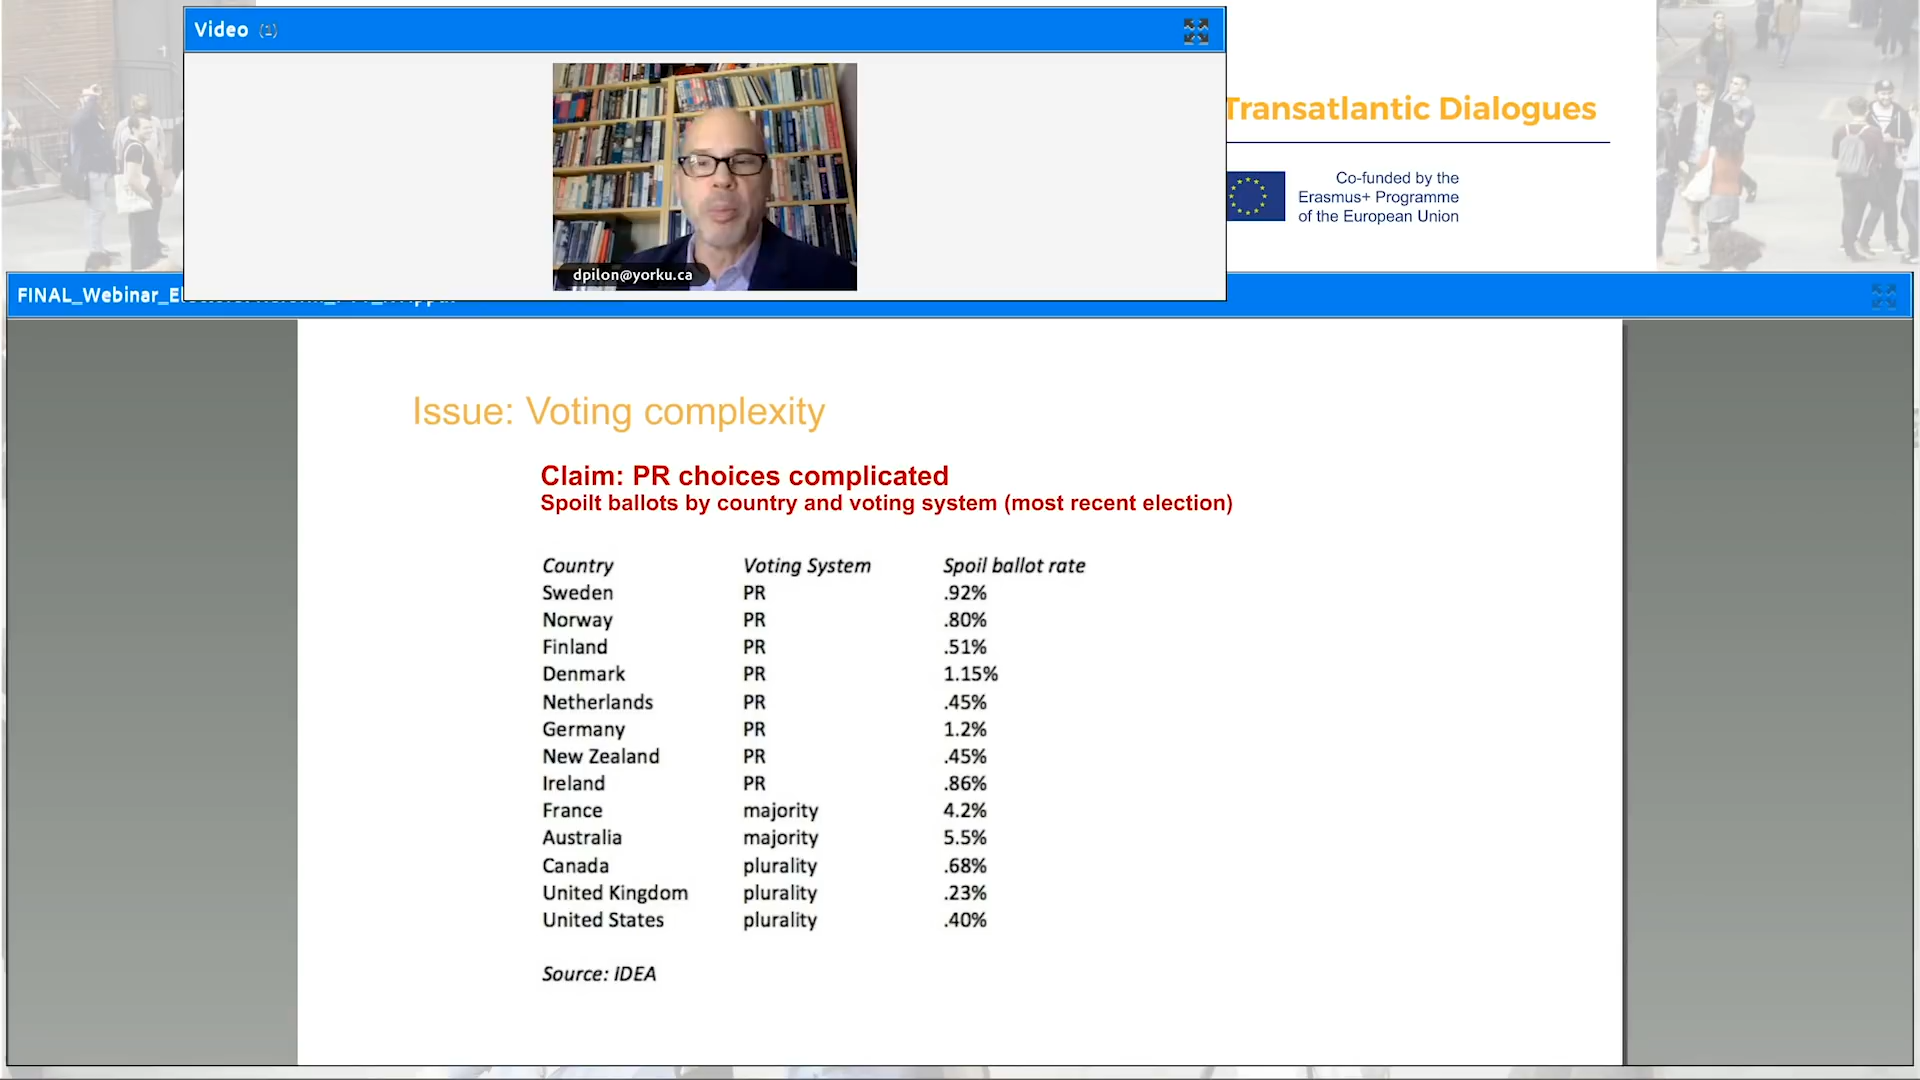 Video (1)
dpilon@yorku.ca
Transatlantic Dialogues
Co-funded by the
Erasmus+ Programme
of the European Union
Issue: Voting complexity
Claim: PR choices complicated
Spoilt ballots by country and voting system (most recent election)
Country Voting System Spoil ballot rate
Sweden PR .92%
Norway PR .80%
Finland PR .51%
Denmark PR 1.15%
Netherlands PR .45%
Germany PR 1.2%
New Zealand PR .45%
Ireland PR .86%
France majority 4.2%
Australia majority 5.5%
Canada plurality .68%
United Kingdom plurality .23%
United States plurality .40%
Source: IDEA